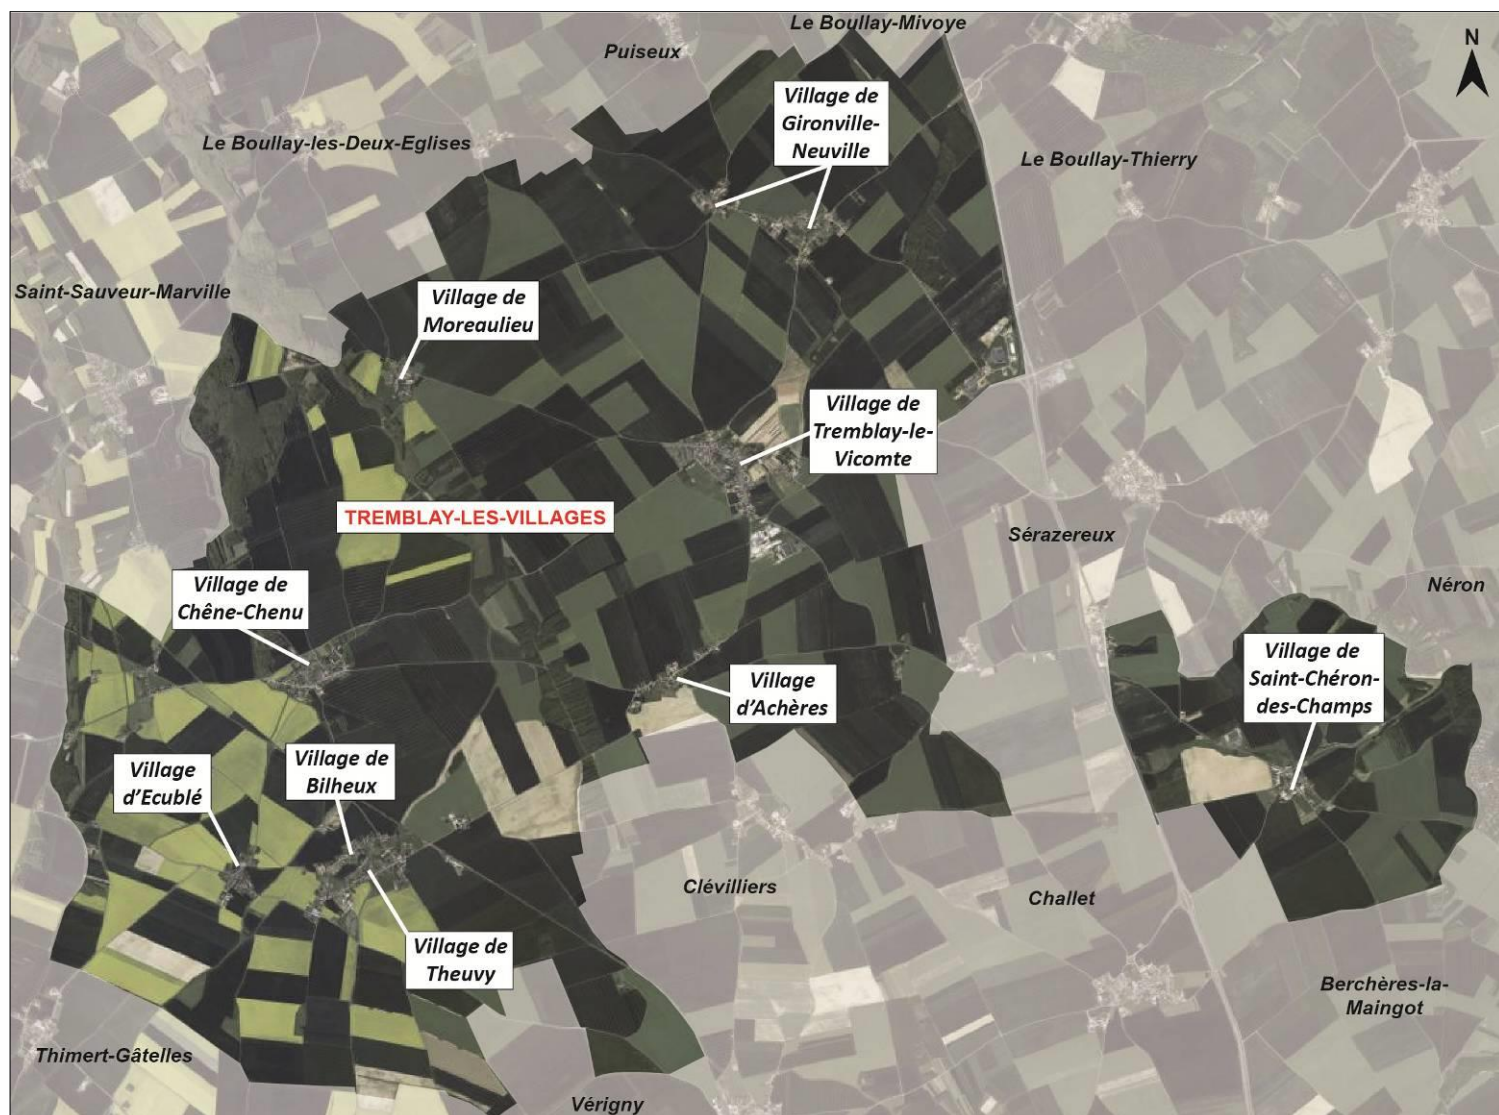 Le Boullay-Mivoye
Puiseux
N
Village de
Gironville-
Neuville
Le Boullay-les-Deux-Eglises
Le Boullay-Thierry
Saint-Sauveur-Marville
Village de
Moreaulieu
Village de
Tremblay-le-
Vicomte
TREMBLAY-LES-VILLAGES
Sérazereux
Village de
Chêne-Chenu
Néron
Village
d'Achères
Village de
Saint-Chéron-
des-Champs
Village
d'Ecublé
Village de
Bilheux
Clévilliers
Challet
Village de
Theuvy
Berchères-la-
Maingot
Thimert-Gâtelles
Vérigny